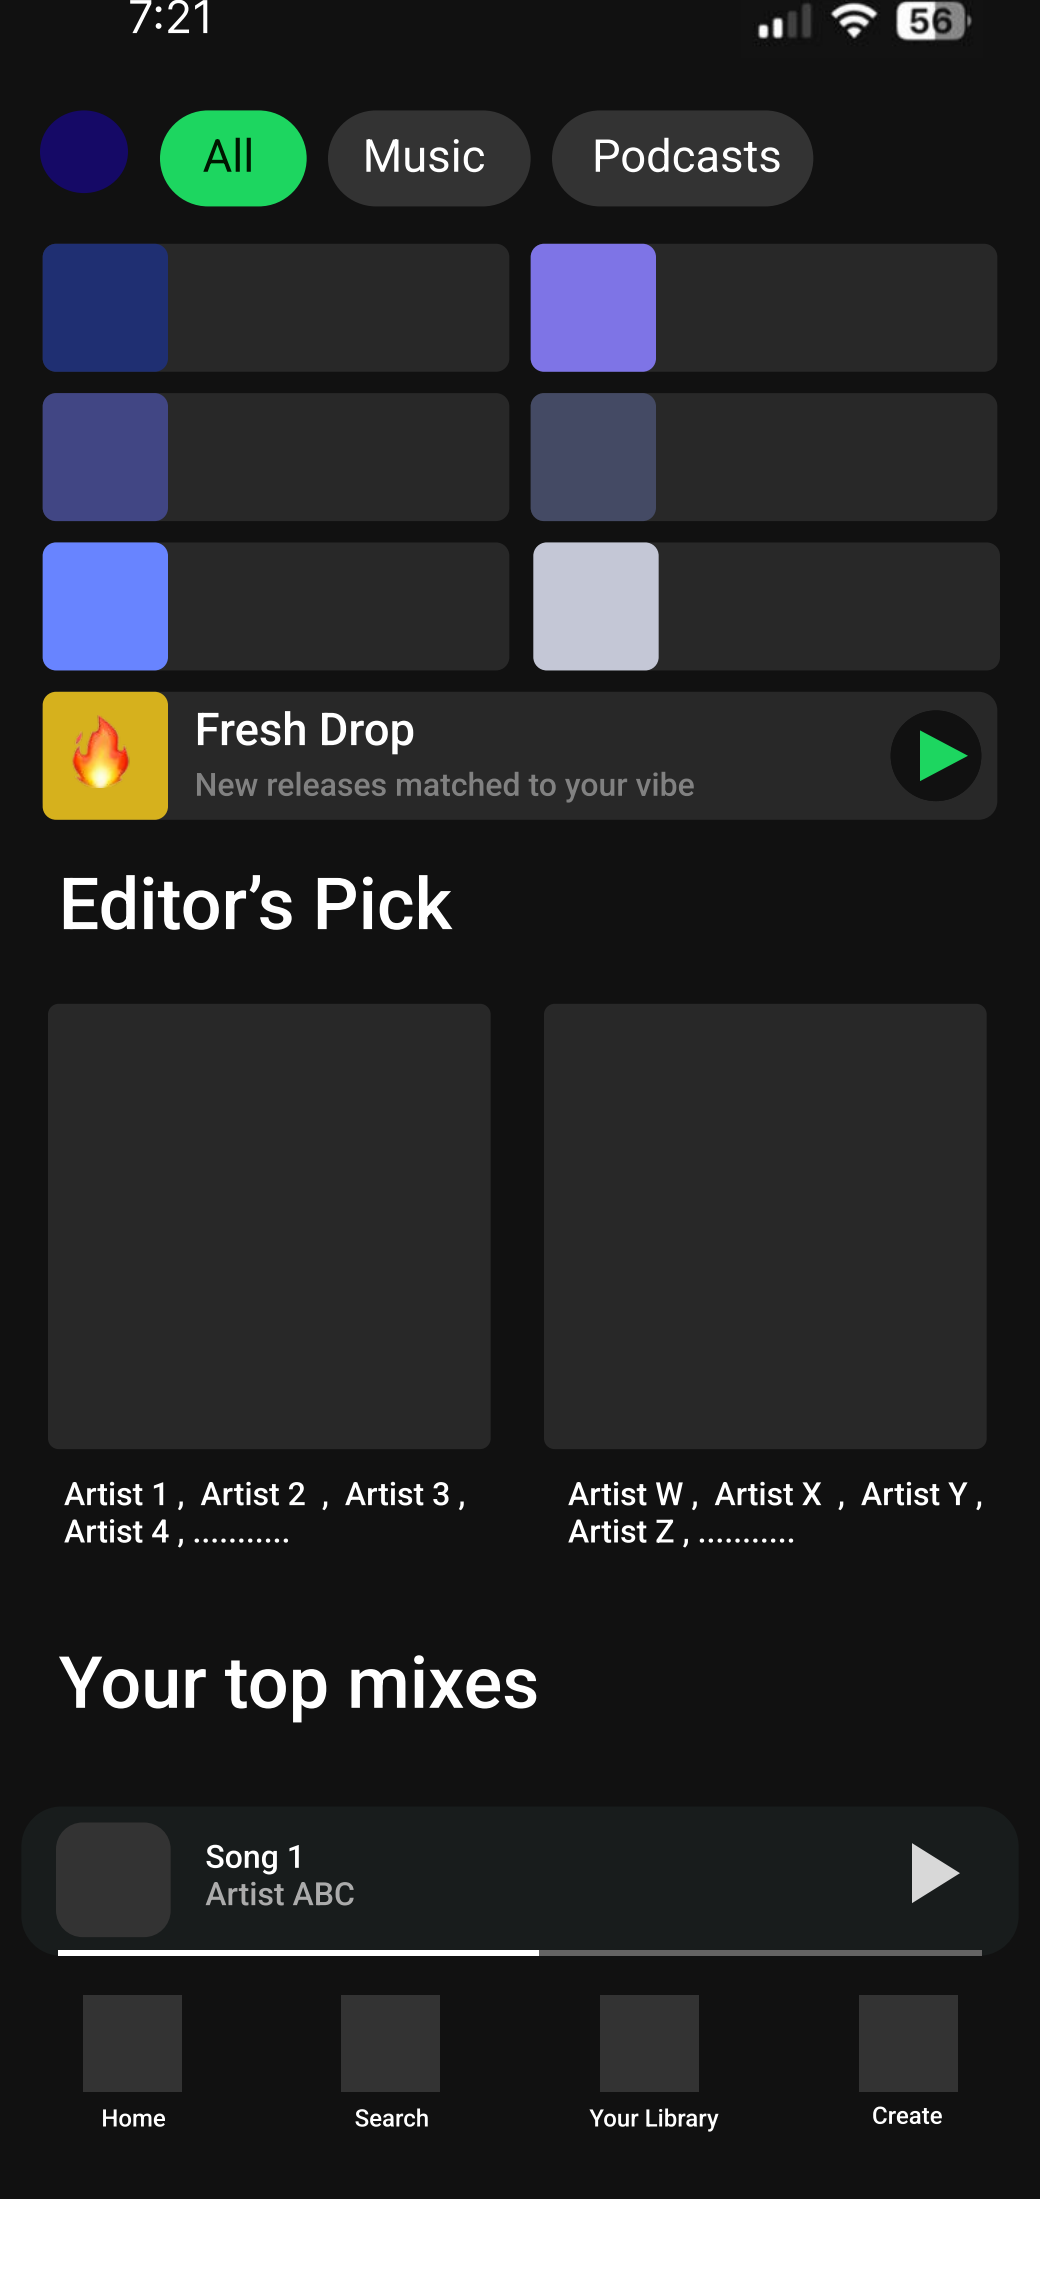 7:21
56
All Music Podcasts
Fresh Drop
New releases matched to your vibe
Editor’s Pick
Artist 1 ,  Artist 2  ,  Artist 3 ,
Artist 4 , ...........
Artist W ,  Artist X  ,  Artist Y ,
Artist Z , ...........
Your top mixes
Song 1
Artist ABC
Home Search Your Library Create